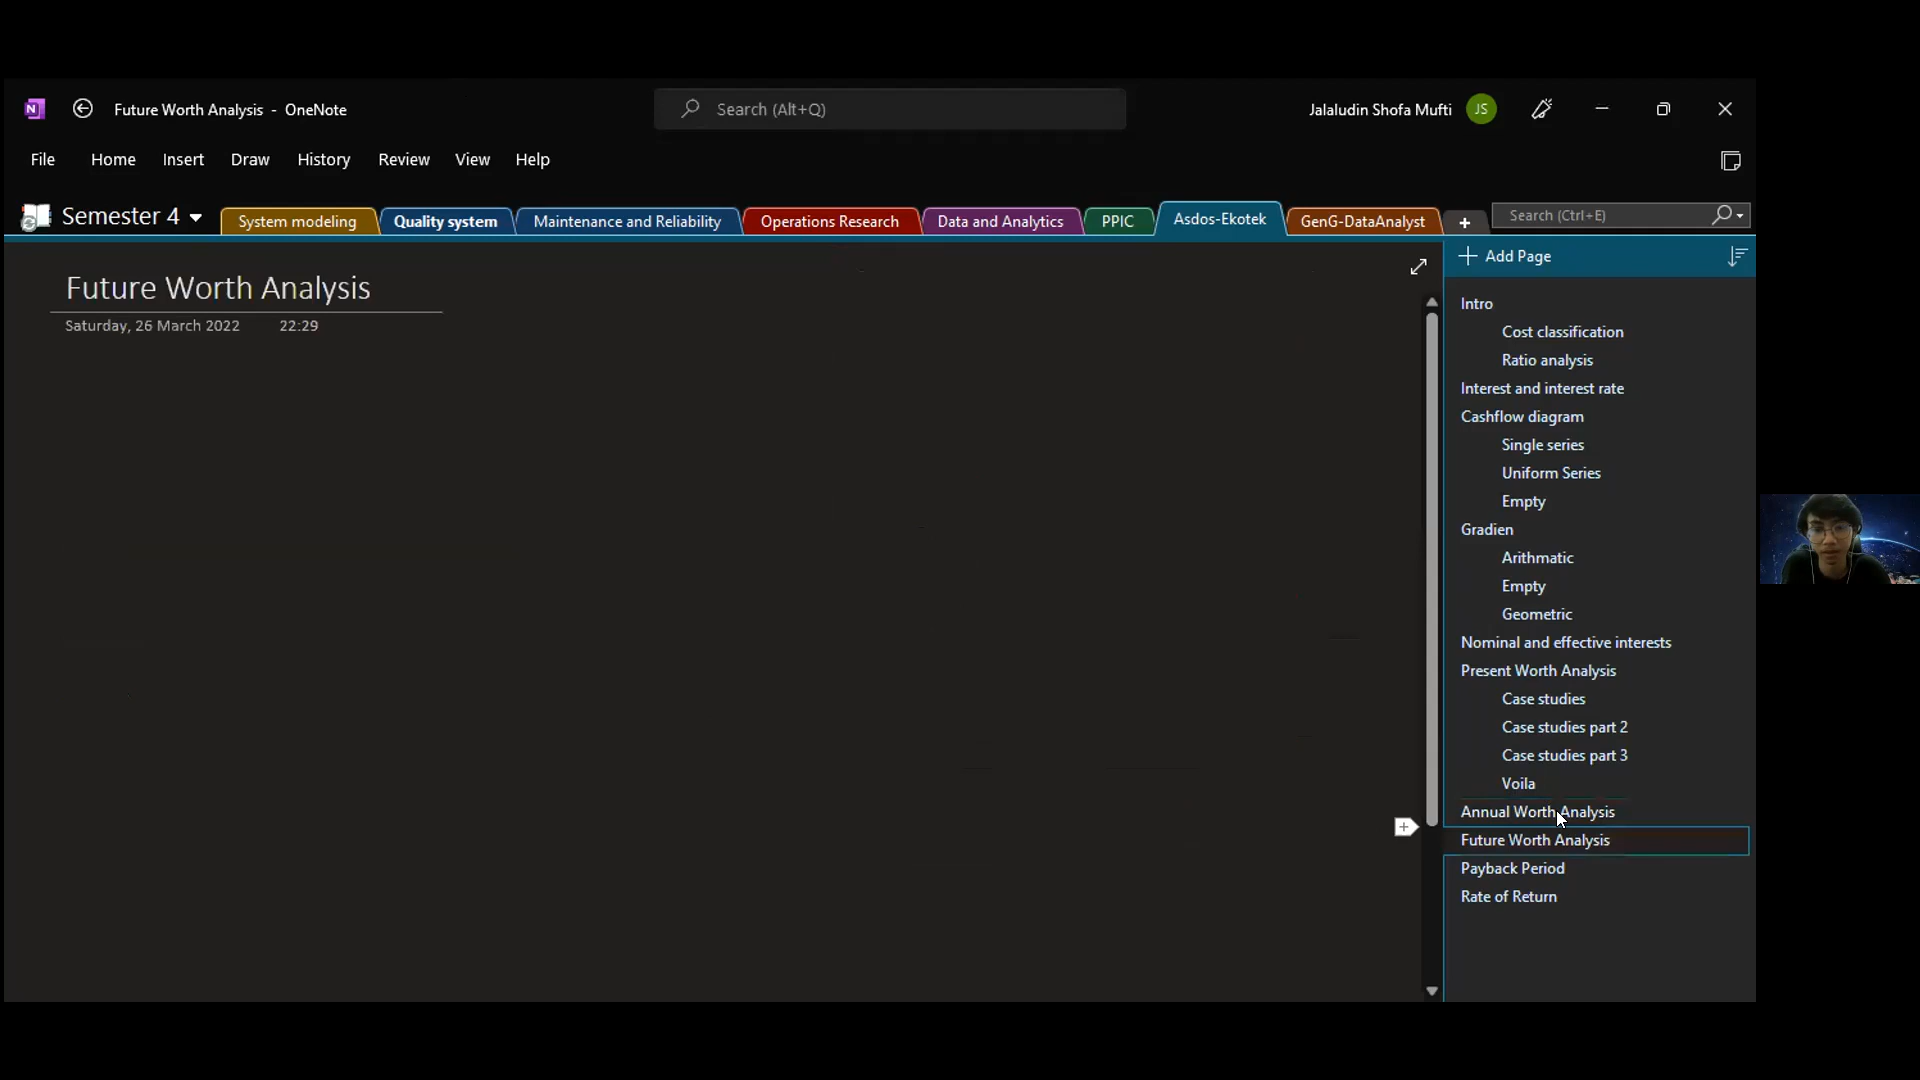 Future Worth Analysis - OneNote
Search (Alt+Q)
Jalaludin Shofa Mufti
JS
File Home Insert Draw History Review View Help
Semester 4
System modeling
Quality system
Maintenance and Reliability
Operations Research
Data and Analytics
PPIC
Asdos-Ekotek
GenG-DataAnalyst
+
Search (Ctrl+E)
Future Worth Analysis
Saturday, 26 March 2022 22:29
Add Page
Intro
Cost classification
Ratio analysis
Interest and interest rate
Cashflow diagram
Single series
Uniform Series
Empty
Gradien
Arithmatic
Empty
Geometric
Nominal and effective interests
Present Worth Analysis
Case studies
Case studies part 2
Case studies part 3
Voila
Annual Worth Analysis
Future Worth Analysis
Payback Period
Rate of Return